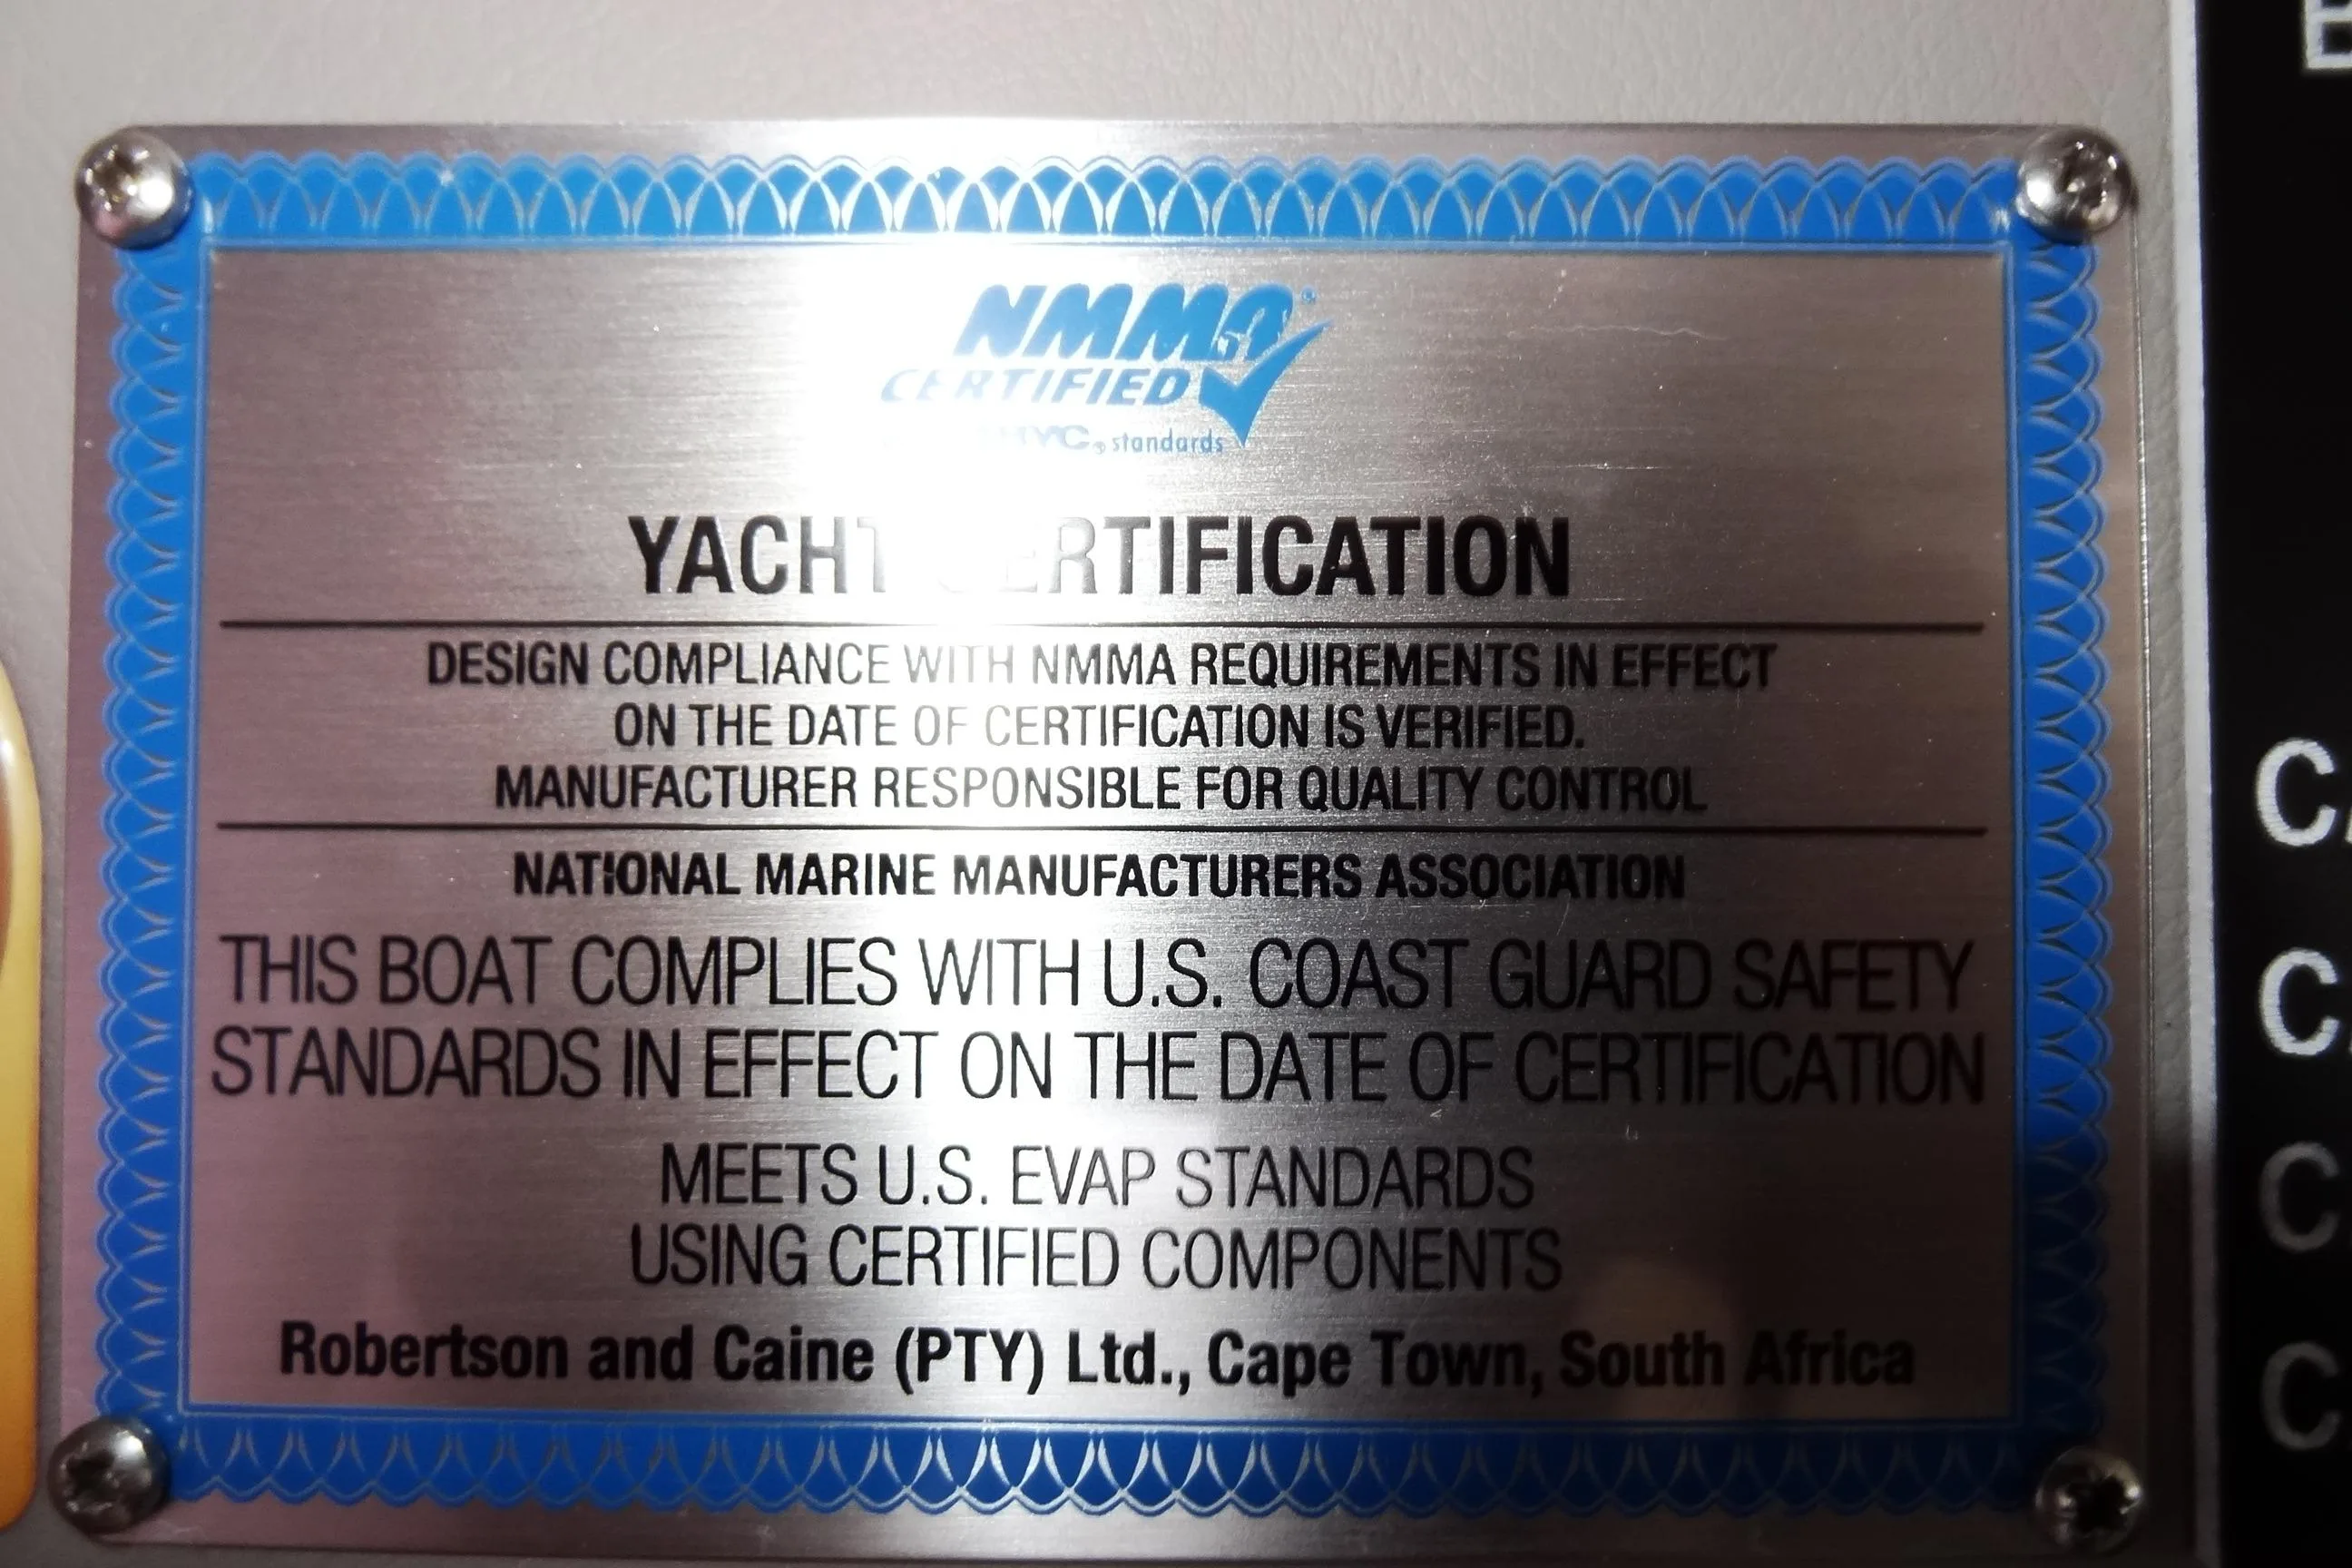 NMMA®
CERTIFIED
standards
YACHT CERTIFICATION
DESIGN COMPLIANCE WITH NMMA REQUIREMENTS IN EFFECT
ON THE DATE OF CERTIFICATION IS VERIFIED.
MANUFACTURER RESPONSIBLE FOR QUALITY CONTROL
NATIONAL MARINE MANUFACTURERS ASSOCIATION
THIS BOAT COMPLIES WITH U.S. COAST GUARD SAFETY
STANDARDS IN EFFECT ON THE DATE OF CERTIFICATION
MEETS U.S. EVAP STANDARDS
USING CERTIFIED COMPONENTS
Robertson and Caine (PTY) Ltd., Cape Town, South Africa